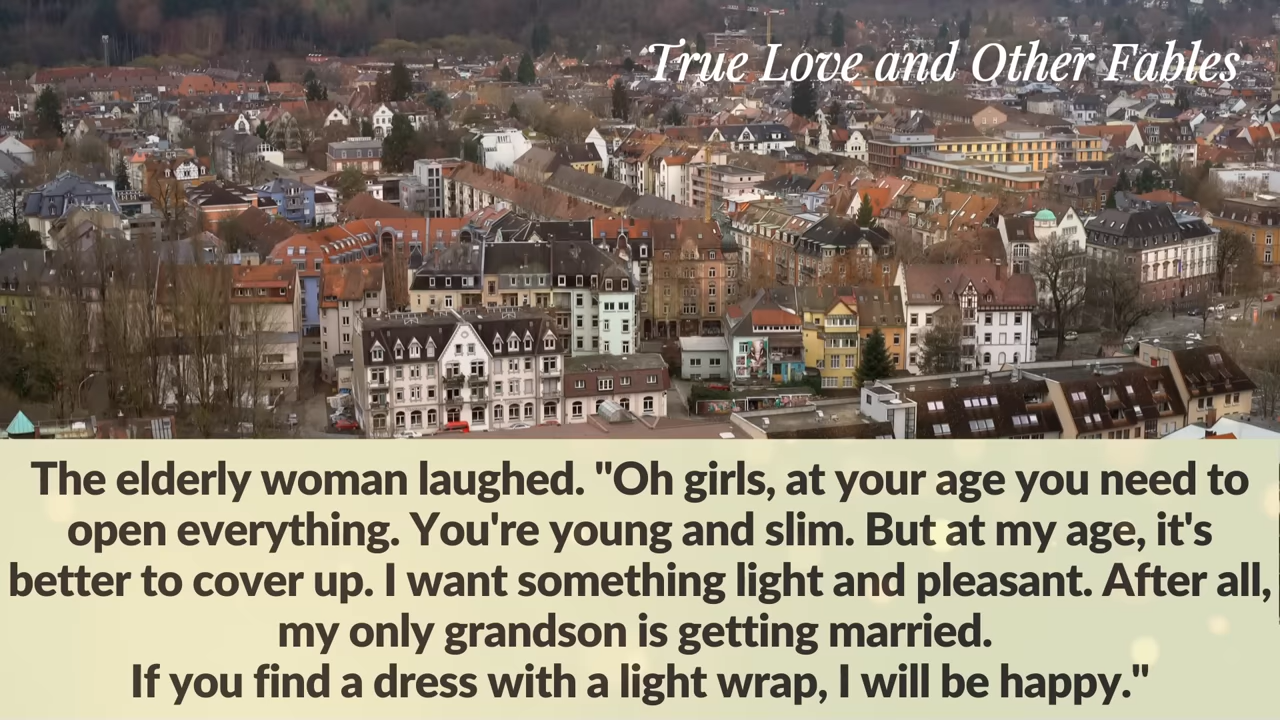 True Love and Other Fables
The elderly woman laughed. "Oh girls, at your age you need to
open everything. You're young and slim. But at my age, it's
better to cover up. I want something light and pleasant. After all,
my only grandson is getting married.
If you find a dress with a light wrap, I will be happy."